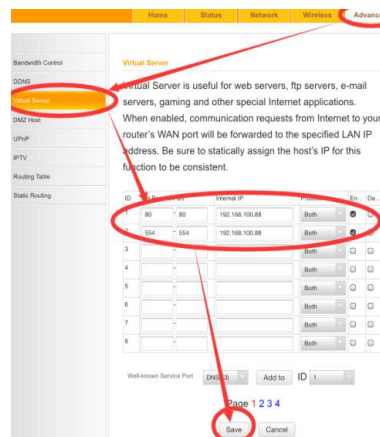 Home Status Network Wireless Advanc
Bandwidth Control
DDNS
Virtual Server
DMZ Host
UPnP
IPTV
Routing Table
Static Routing
Virtual Server
Virtual Server is useful for web servers, ftp servers, e-mail
servers, gaming and other special Internet applications.
When enabled, communication requests from Internet to your
router's WAN port will be forwarded to the specified LAN IP
address. Be sure to statically assign the host's IP for this
function to be consistent.
ID Internal IP En... De...
1 80 - 80 192.168.100.88 Both
2 554 - 554 192.168.100.88 Both
3 - Both
4 - Both
5 - Both
6 - Both
7 - Both
8 - Both
Well-known Service Port Add to ID 1
Page 1 2 3 4
Save Cancel